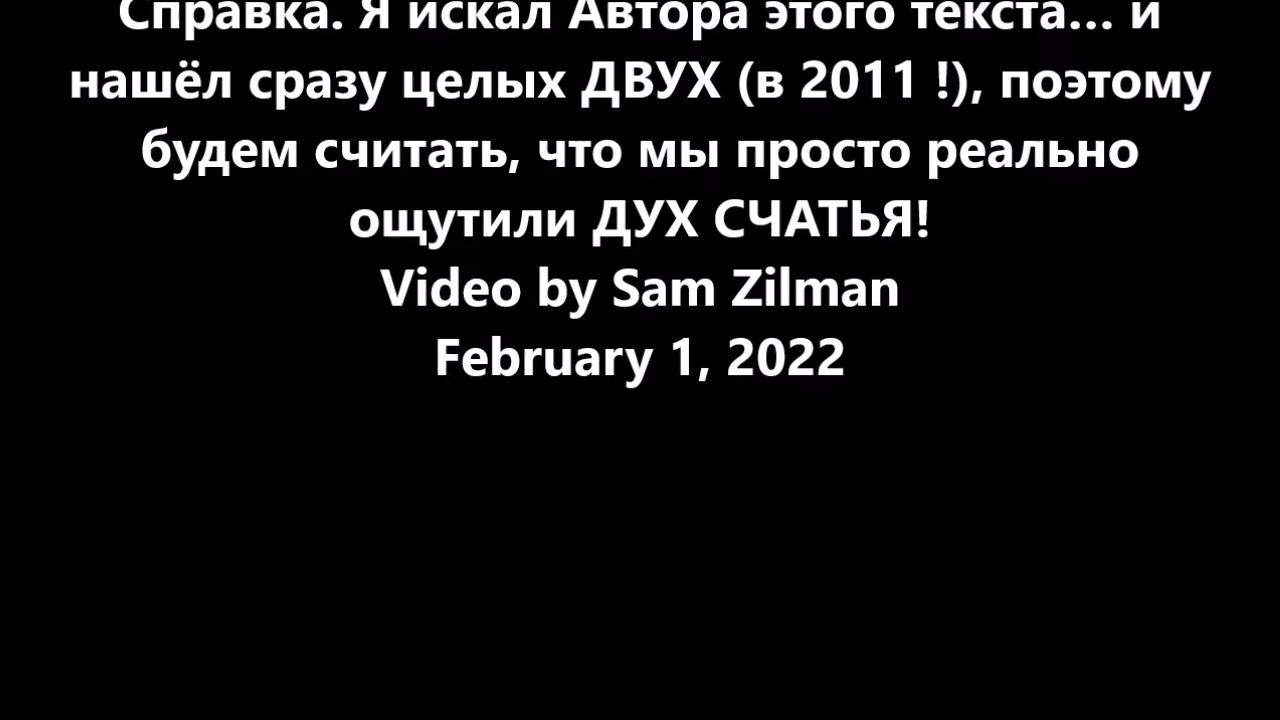 Справка. Я искал Автора этого текста... и
нашёл сразу целых ДВУХ (в 2011 !), поэтому
будем считать, что мы просто реально
ощутили ДУХ СЧАТЬЯ!
Video by Sam Zilman
February 1, 2022